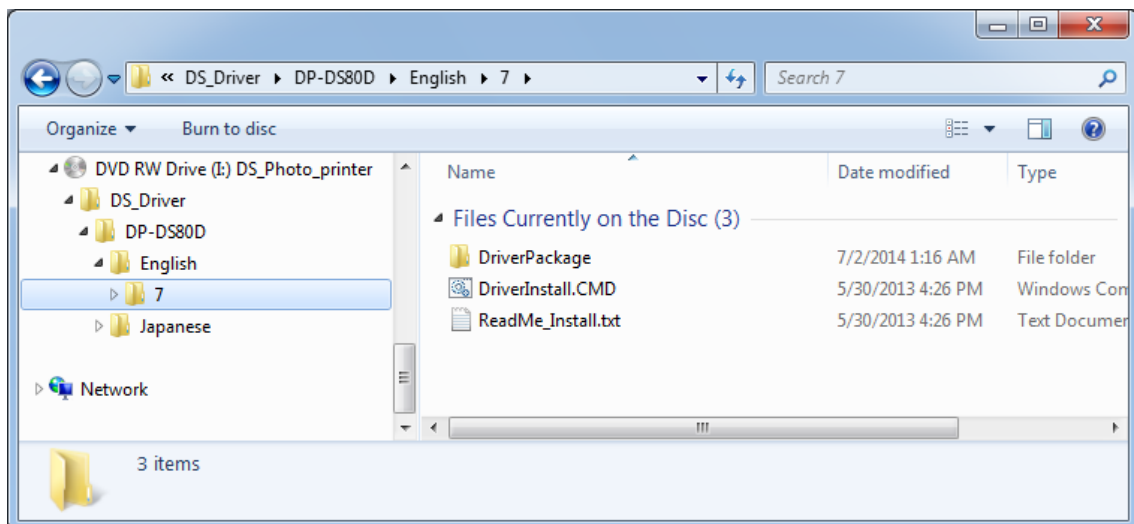 « DS_Driver ▸ DP-DS80D ▸ English ▸ 7 ▸
Search 7
Organize
Burn to disc
DVD RW Drive (I:) DS_Photo_printer
DS_Driver
DP-DS80D
English
7
Japanese
Network
Name Date modified Type
Files Currently on the Disc (3)
DriverPackage 7/2/2014 1:16 AM File folder
DriverInstall.CMD 5/30/2013 4:26 PM Windows Com
ReadMe_Install.txt 5/30/2013 4:26 PM Text Documer
3 items